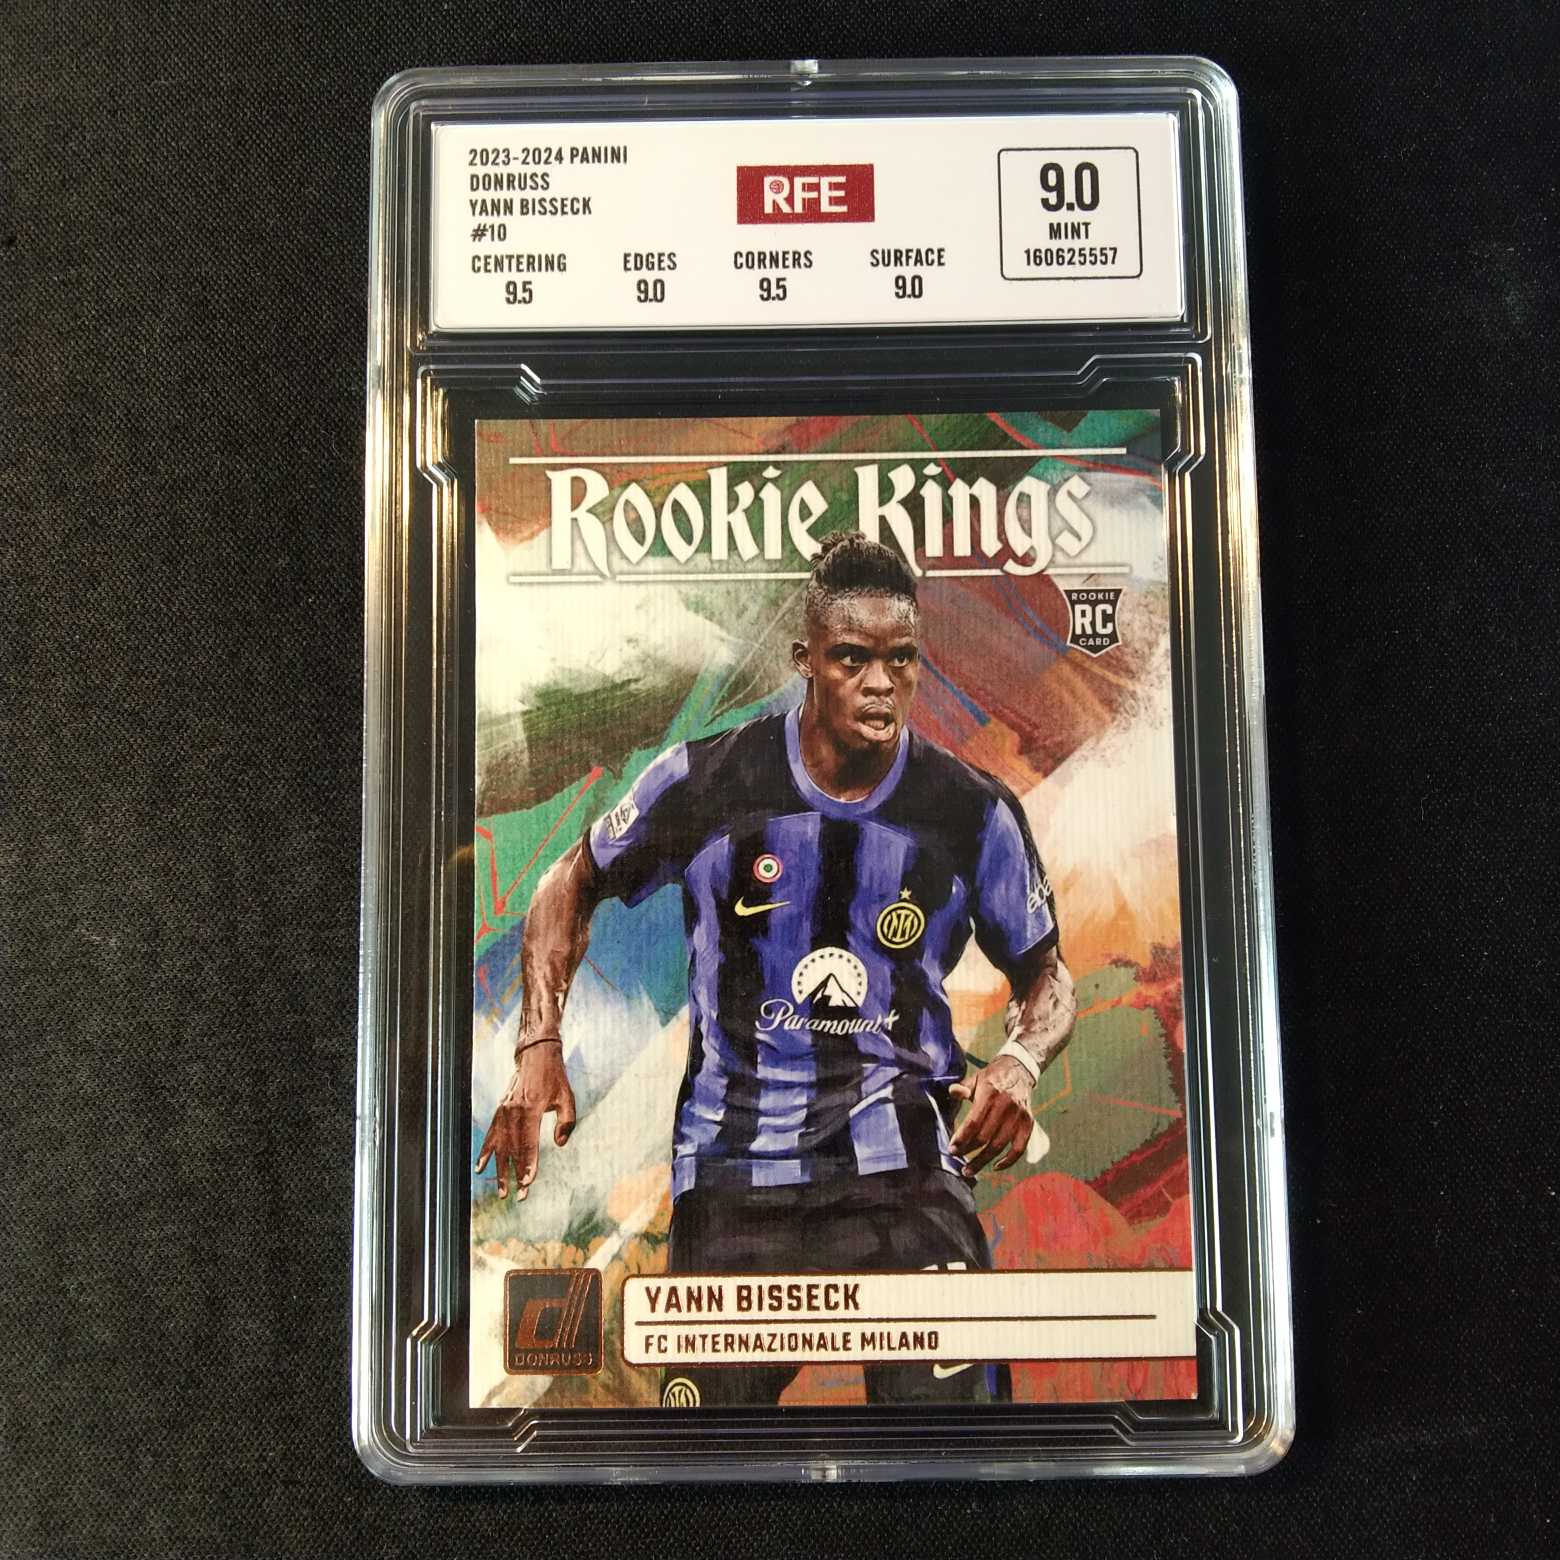 2023-2024 PANINI
DONRUSS
YANN BISSECK
#10
RFE
9.0
MINT
160625557
CENTERING EDGES CORNERS SURFACE
9.5 9.0 9.5 9.0
Rookie Kings
ROOKIE
RC
CARD
Paramount+
DONRUSS
YANN BISSECK
FC INTERNAZIONALE MILANO